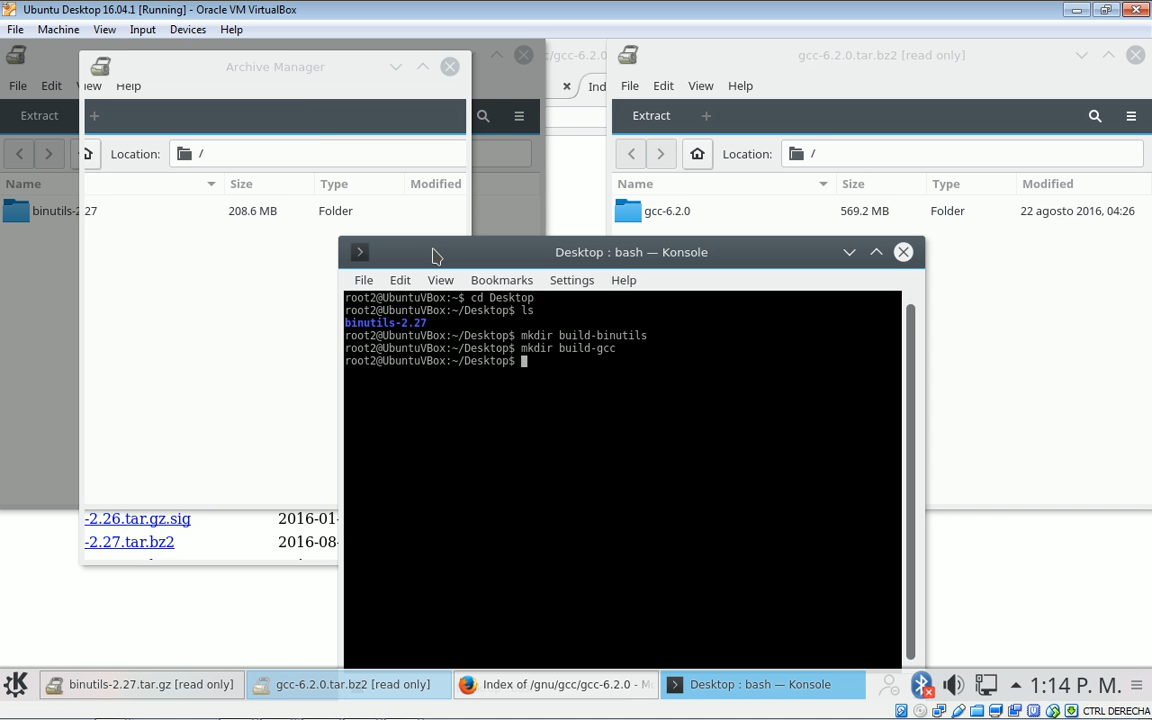 Ubuntu Desktop 16.04.1 [Running] - Oracle VM VirtualBox
File Machine View Input Devices Help
Archive Manager
/gcc-6.2.0
gcc-6.2.0.tar.bz2 [read only]
File Edit View Help
Ind
File Edit View Help
Extract +
Extract +
Location: /
Location: /
Name Size Type Modified
Name Size Type Modified
binutils-2.27 208.6 MB Folder
gcc-6.2.0 569.2 MB Folder 22 agosto 2016, 04:26
Desktop : bash — Konsole
File Edit View Bookmarks Settings Help
root2@UbuntuVBox:~$ cd Desktop
root2@UbuntuVBox:~/Desktop$ ls
binutils-2.27
root2@UbuntuVBox:~/Desktop$ mkdir build-binutils
root2@UbuntuVBox:~/Desktop$ mkdir build-gcc
root2@UbuntuVBox:~/Desktop$
-2.26.tar.gz.sig 2016-01-
-2.27.tar.bz2 2016-08-
binutils-2.27.tar.gz [read only]
gcc-6.2.0.tar.bz2 [read only]
Index of /gnu/gcc/gcc-6.2.0 - Mo
Desktop : bash — Konsole
1:14 P. M.
CTRL DERECHA